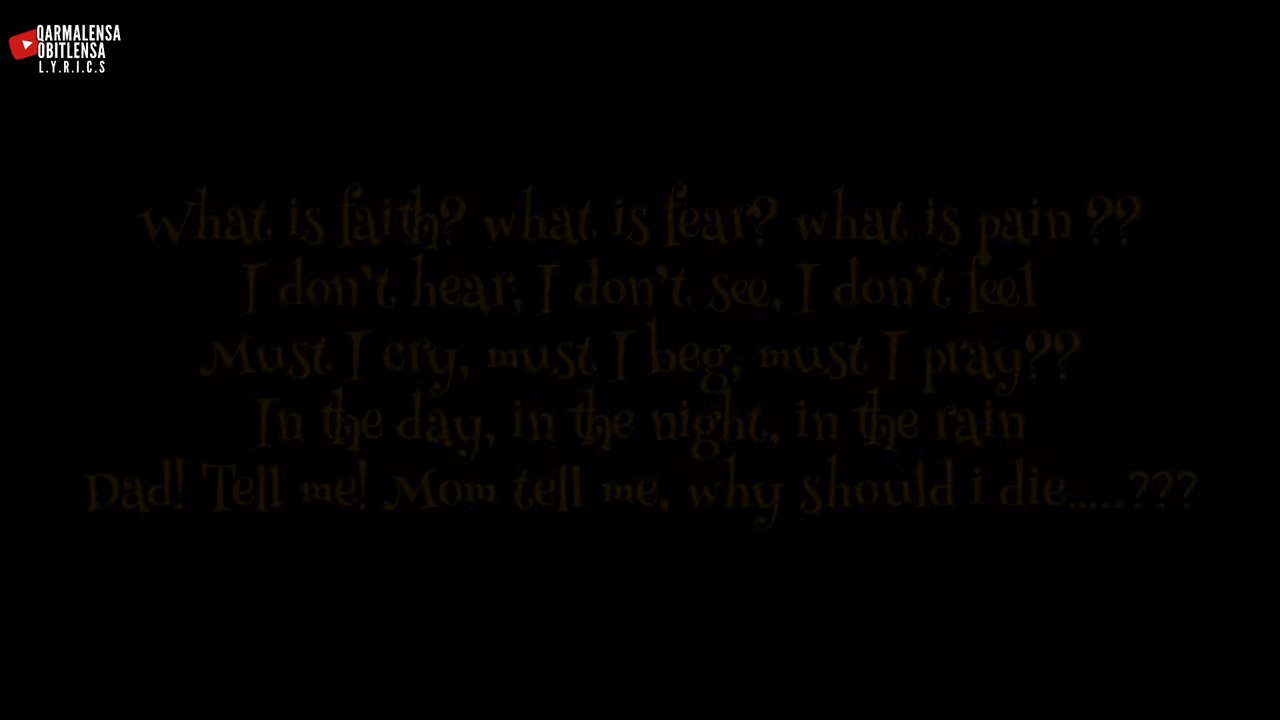 QARMALENSA
OBITLENSA
L.Y.R.I.C.S
What is faith? what is fear? what is pain ??
I don't hear, I don't see, I don't feel
Must I cry, must I beg, must I pray??
In the day, in the night, in the rain
Dad! Tell me! Mom tell me, why should i die.....???